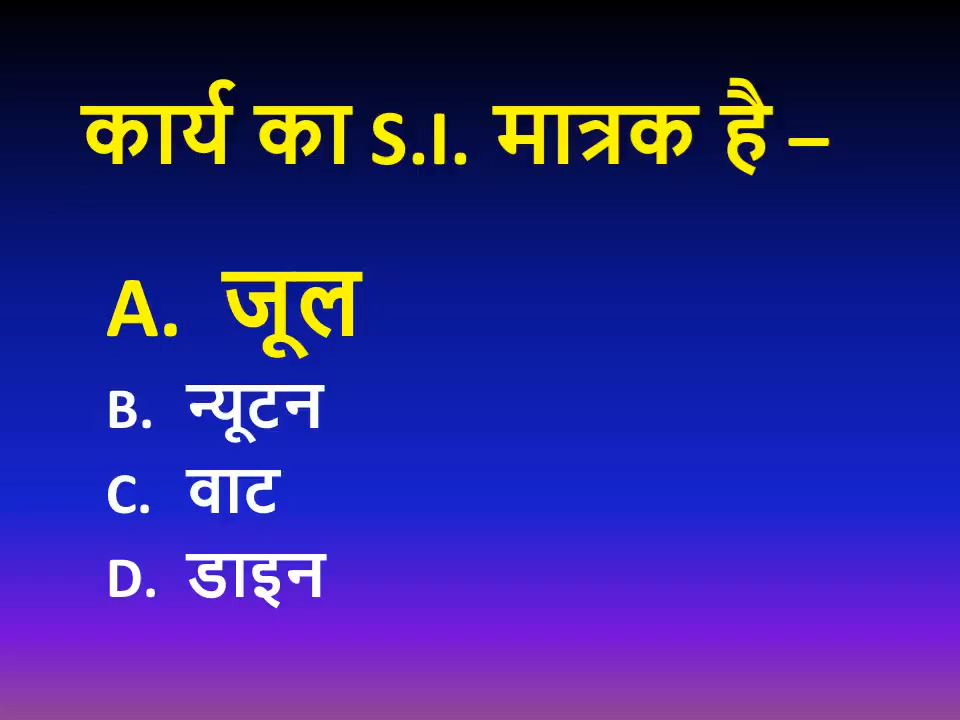 कार्य का S.I. मात्रक है –
A. जूल
B. न्यूटन
C. वाट
D. डाइन